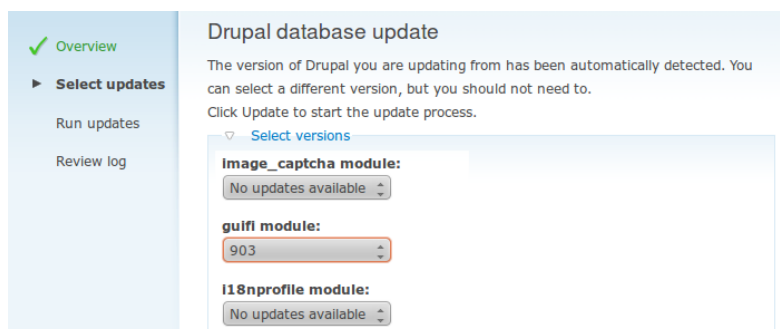 Overview
Select updates
Run updates
Review log
Drupal database update
The version of Drupal you are updating from has been automatically detected. You
can select a different version, but you should not need to.
Click Update to start the update process.
Select versions
image_captcha module:
No updates available
guifi module:
903
i18nprofile module:
No updates available